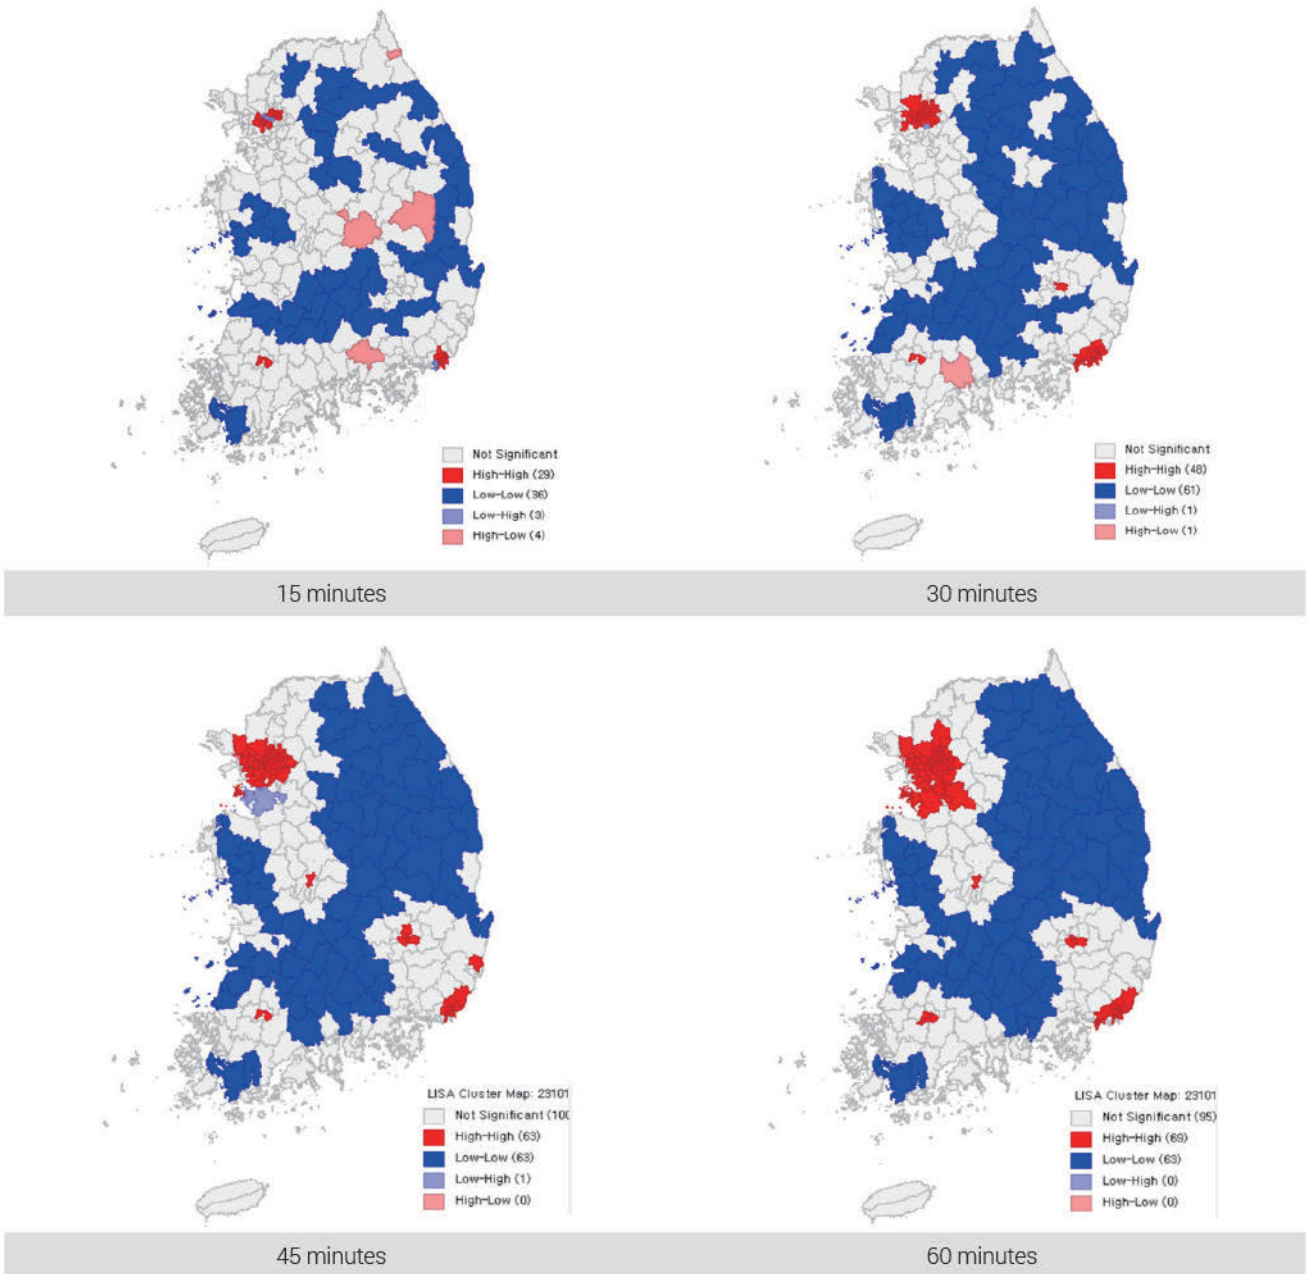 Not Significant
High-High (29)
Low-Low (36)
Low-High (3)
High-Low (4)
Not Significant
High-High (48)
Low-Low (61)
Low-High (1)
High-Low (1)
15 minutes
30 minutes
LISA Cluster Map: 23101
Not Significant (100
High-High (63)
Low-Low (63)
Low-High (1)
High-Low (0)
LISA Cluster Map: 23101
Not Significant (95)
High-High (69)
Low-Low (63)
Low-High (0)
High-Low (0)
45 minutes
60 minutes